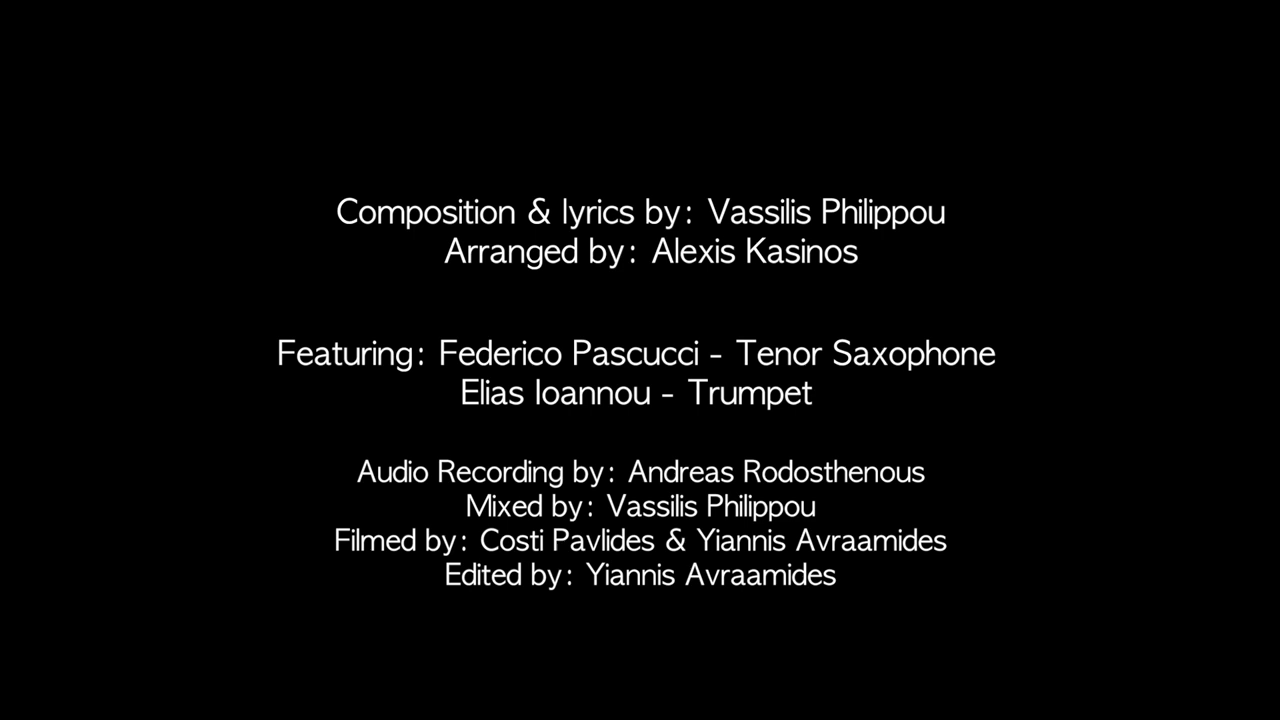 Composition & lyrics by: Vassilis Philippou
Arranged by: Alexis Kasinos
Featuring: Federico Pascucci - Tenor Saxophone
Elias Ioannou - Trumpet
Audio Recording by: Andreas Rodosthenous
Mixed by: Vassilis Philippou
Filmed by: Costi Pavlides & Yiannis Avraamides
Edited by: Yiannis Avraamides